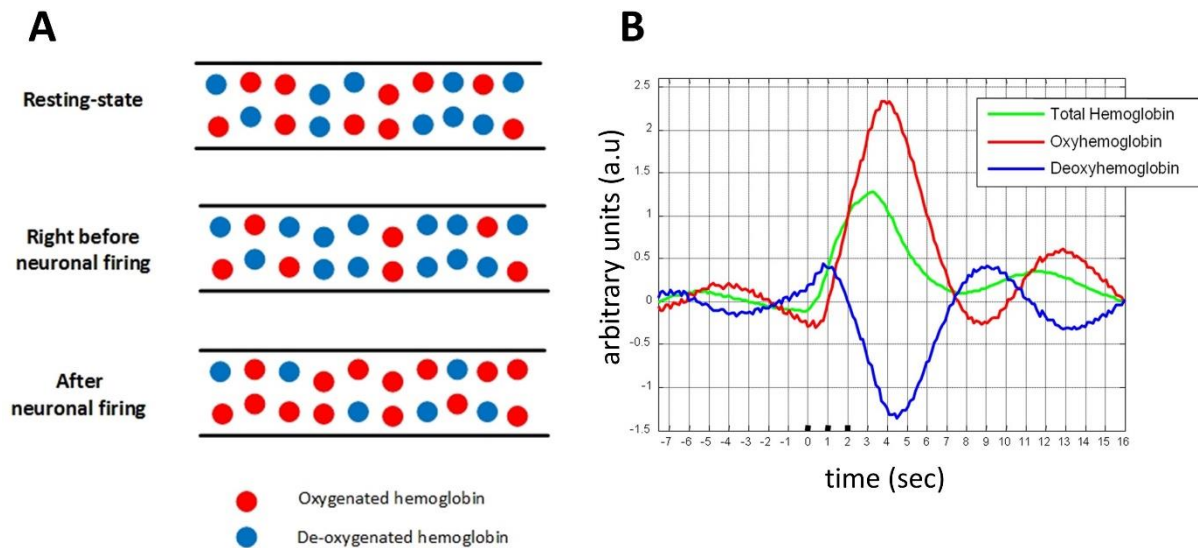 A
Resting-state
Right before
neuronal firing
After
neuronal firing
Oxygenated hemoglobin
De-oxygenated hemoglobin
B
arbitrary units (a.u)
2.5
2
1.5
1
0.5
0
-0.5
-1
-1.5
Total Hemoglobin
Oxyhemoglobin
Deoxyhemoglobin
-7 -6 -5 -4 -3 -2 -1 0 1 2 3 4 5 6 7 8 9 10 11 12 13 14 15 16
time (sec)